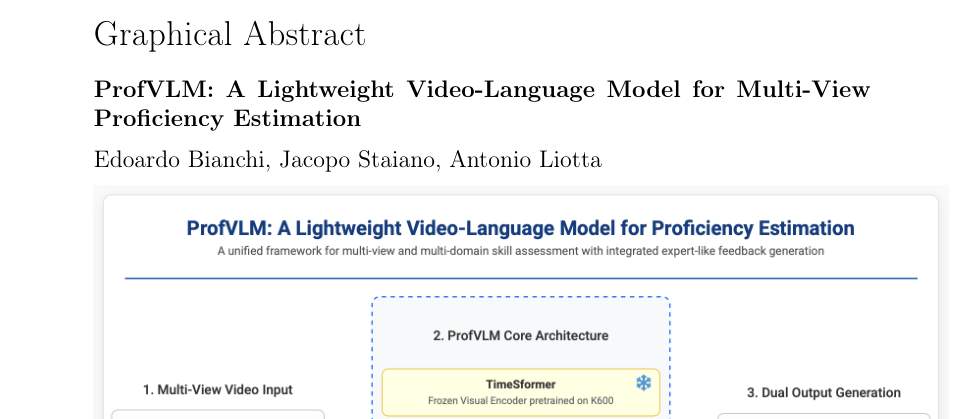 Graphical Abstract
ProfVLM: A Lightweight Video-Language Model for Multi-View
Proficiency Estimation
Edoardo Bianchi, Jacopo Staiano, Antonio Liotta
ProfVLM: A Lightweight Video-Language Model for Proficiency Estimation
A unified framework for multi-view and multi-domain skill assessment with integrated expert-like feedback generation
2. ProfVLM Core Architecture
TimeSformer
Frozen Visual Encoder pretrained on K600
1. Multi-View Video Input
3. Dual Output Generation